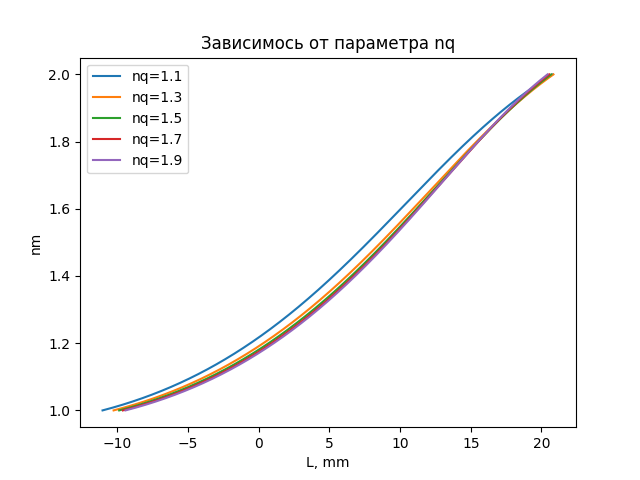 Зависимось от параметра nq
nq=1.1
nq=1.3
nq=1.5
nq=1.7
nq=1.9
2.0
1.8
1.6
1.4
1.2
1.0
nm
−10 −5 0 5 10 15 20
L, mm